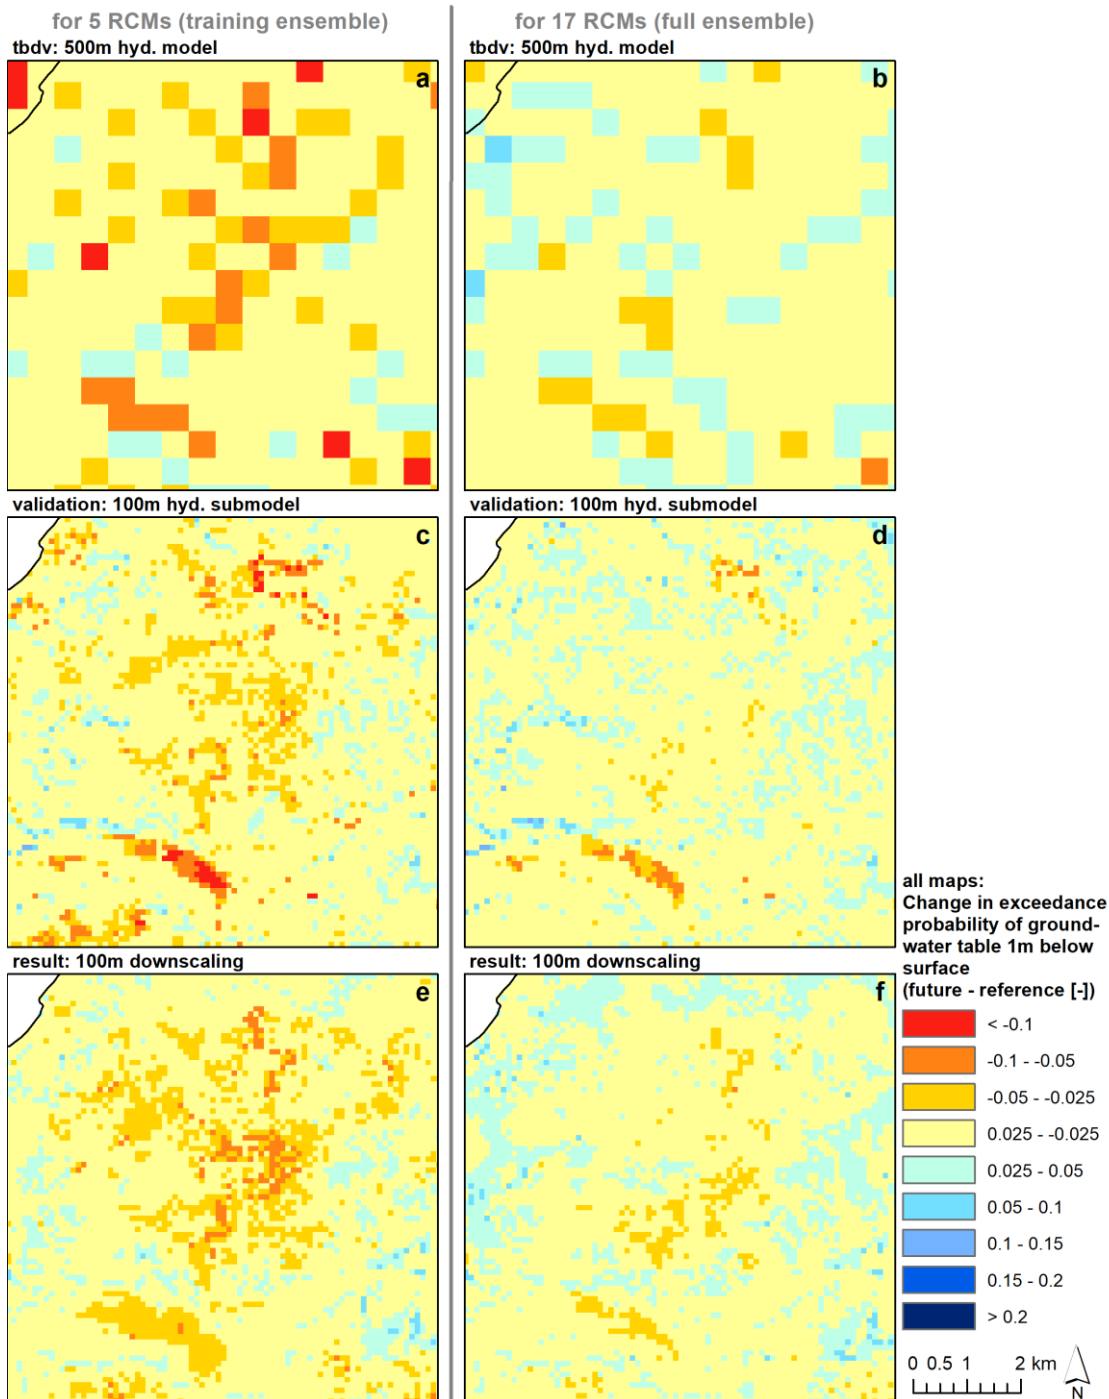 for 5 RCMs (training ensemble)
for 17 RCMs (full ensemble)
tbdv: 500m hyd. model
tbdv: 500m hyd. model
a
b
validation: 100m hyd. submodel
validation: 100m hyd. submodel
c
d
result: 100m downscaling
result: 100m downscaling
e
f
all maps:
Change in exceedance
probability of ground-
water table 1m below
surface
(future - reference [-])
< -0.1
-0.1 - -0.05
-0.05 - -0.025
0.025 - -0.025
0.025 - 0.05
0.05 - 0.1
0.1 - 0.15
0.15 - 0.2
> 0.2
0 0.5 1 2 km
N